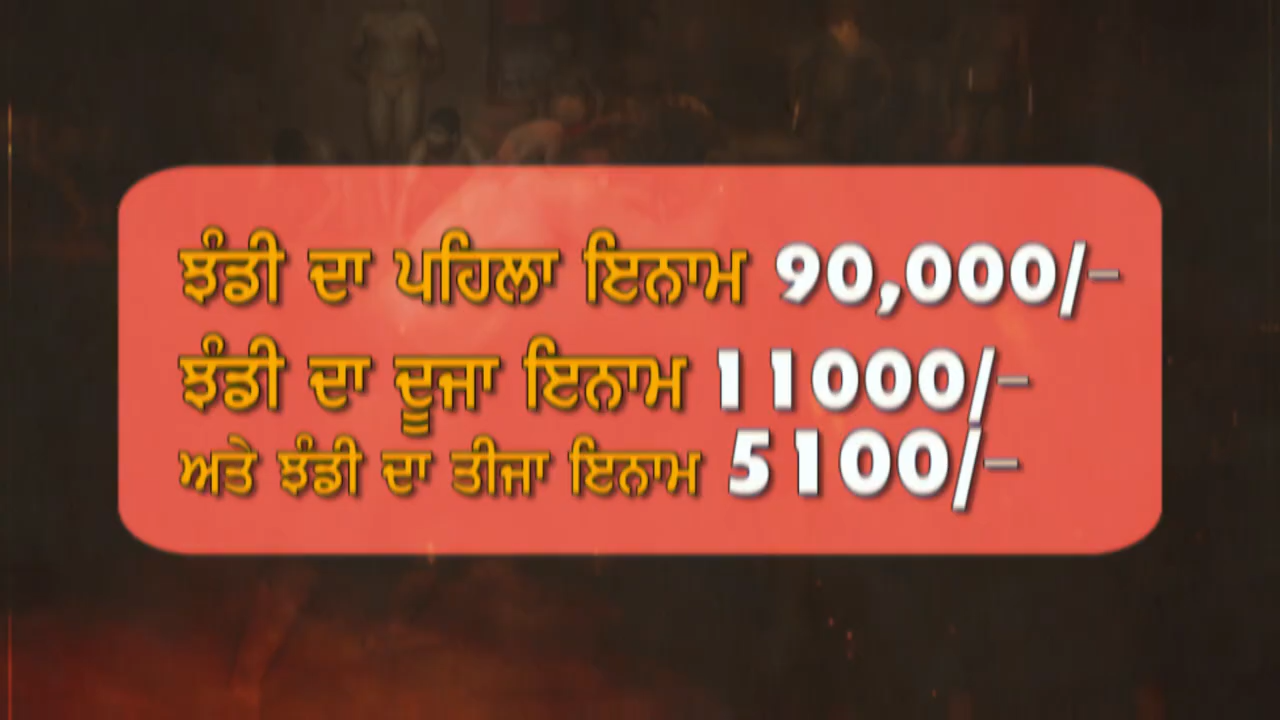 ਝੰਡੀ ਦਾ ਪਹਿਲਾ ਇਨਾਮ 90,000/-
ਝੰਡੀ ਦਾ ਦੂਜਾ ਇਨਾਮ 11000/-
ਅਤੇ ਝੰਡੀ ਦਾ ਤੀਜਾ ਇਨਾਮ 5100/-